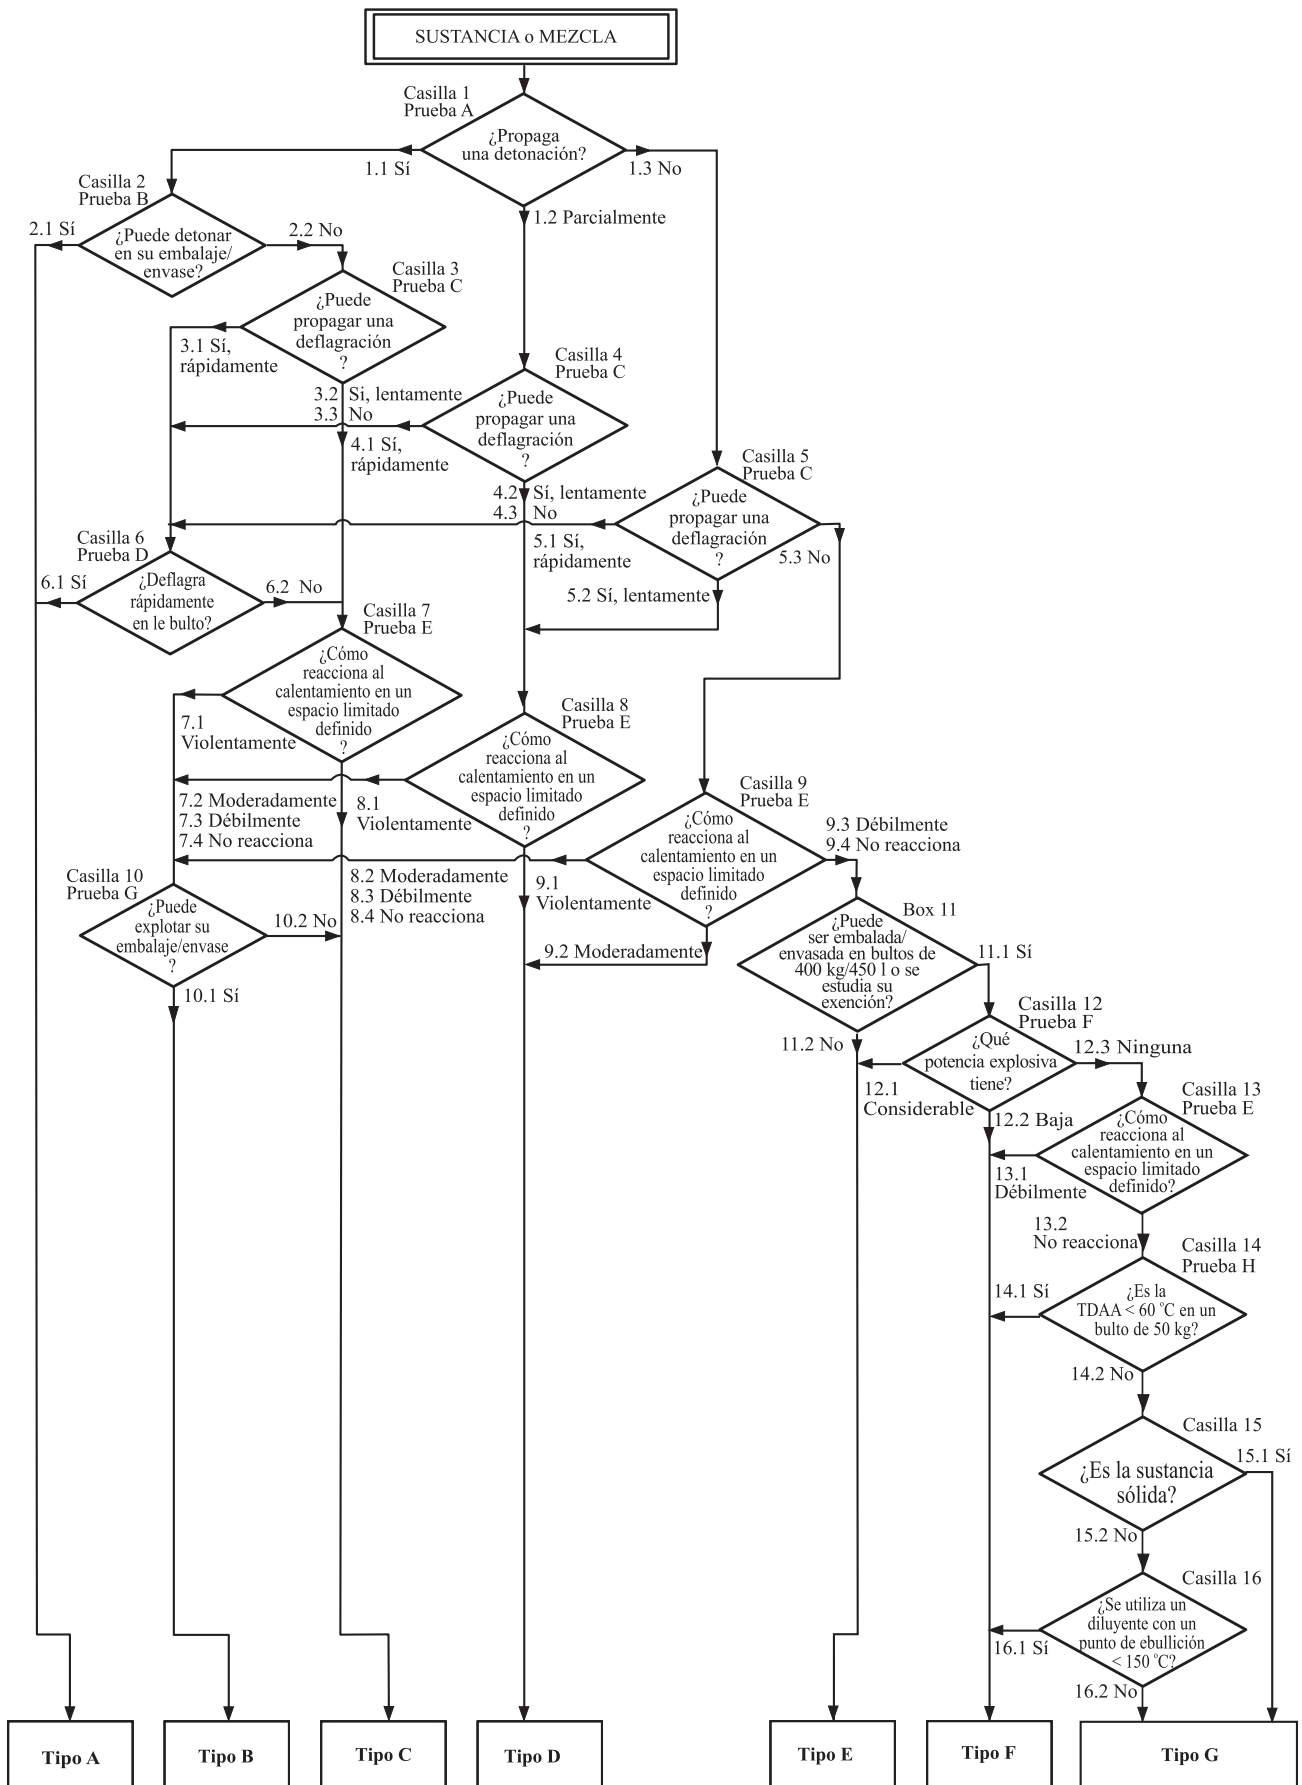 SUSTANCIA o MEZCLA
Casilla 1
Prueba A
¿Propaga
una detonación?
1.1 Sí
1.3 No
1.2 Parcialmente
Casilla 2
Prueba B
2.1 Sí
¿Puede detonar
en su embalaje/
envase?
2.2 No
Casilla 3
Prueba C
¿Puede
propagar una
deflagración
?
3.1 Sí,
rápidamente
3.2 Si, lentamente
3.3 No
Casilla 4
Prueba C
¿Puede
propagar una
deflagración
?
4.1 Sí,
rápidamente
4.2 Sí, lentamente
4.3 No
Casilla 5
Prueba C
¿Puede
propagar una
deflagración
?
5.1 Sí,
rápidamente
5.3 No
5.2 Sí, lentamente
Casilla 6
Prueba D
6.1 Sí
¿Deflagra
rápidamente
en le bulto?
6.2 No
Casilla 7
Prueba E
¿Cómo
reacciona al
calentamiento en un
espacio limitado
definido
?
7.1
Violentamente
7.2 Moderadamente
7.3 Débilmente
7.4 No reacciona
Casilla 8
Prueba E
¿Cómo
reacciona al
calentamiento en un
espacio limitado
definido
?
8.1
Violentamente
8.2 Moderadamente
8.3 Débilmente
8.4 No reacciona
Casilla 9
Prueba E
¿Cómo
reacciona al
calentamiento en un
espacio limitado
definido
?
9.3 Débilmente
9.4 No reacciona
9.1
Violentamente
9.2 Moderadamente
Casilla 10
Prueba G
¿Puede
explotar su
embalaje/envase
?
10.2 No
10.1 Sí
Box 11
¿Puede
ser embalada/
envasada en bultos de
400 kg/450 l o se
estudia su
exención?
11.1 Sí
11.2 No
Casilla 12
Prueba F
¿Qué
potencia explosiva
tiene?
12.3 Ninguna
12.1
Considerable
12.2 Baja
Casilla 13
Prueba E
¿Cómo
reacciona al
calentamiento en un
espacio limitado
definido?
13.1
Débilmente
13.2
No reacciona
Casilla 14
Prueba H
14.1 Sí
¿Es la
TDAA < 60 °C en un
bulto de 50 kg?
14.2 No
Casilla 15
15.1 Sí
¿Es la sustancia
sólida?
15.2 No
Casilla 16
¿Se utiliza un
diluyente con un
punto de ebullición
< 150 °C?
16.1 Sí
16.2 No
Tipo A
Tipo B
Tipo C
Tipo D
Tipo E
Tipo F
Tipo G